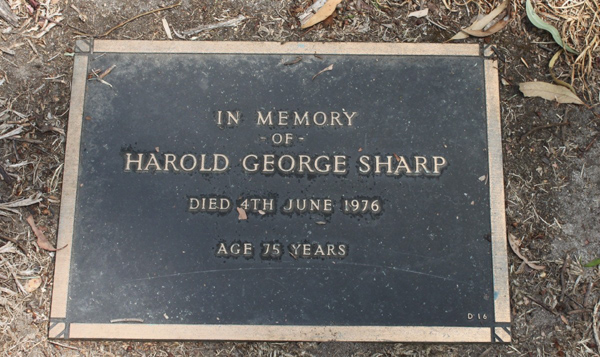 IN MEMORY
- OF -
HAROLD GEORGE SHARP
DIED 4TH JUNE 1976
AGE 75 YEARS
D 16